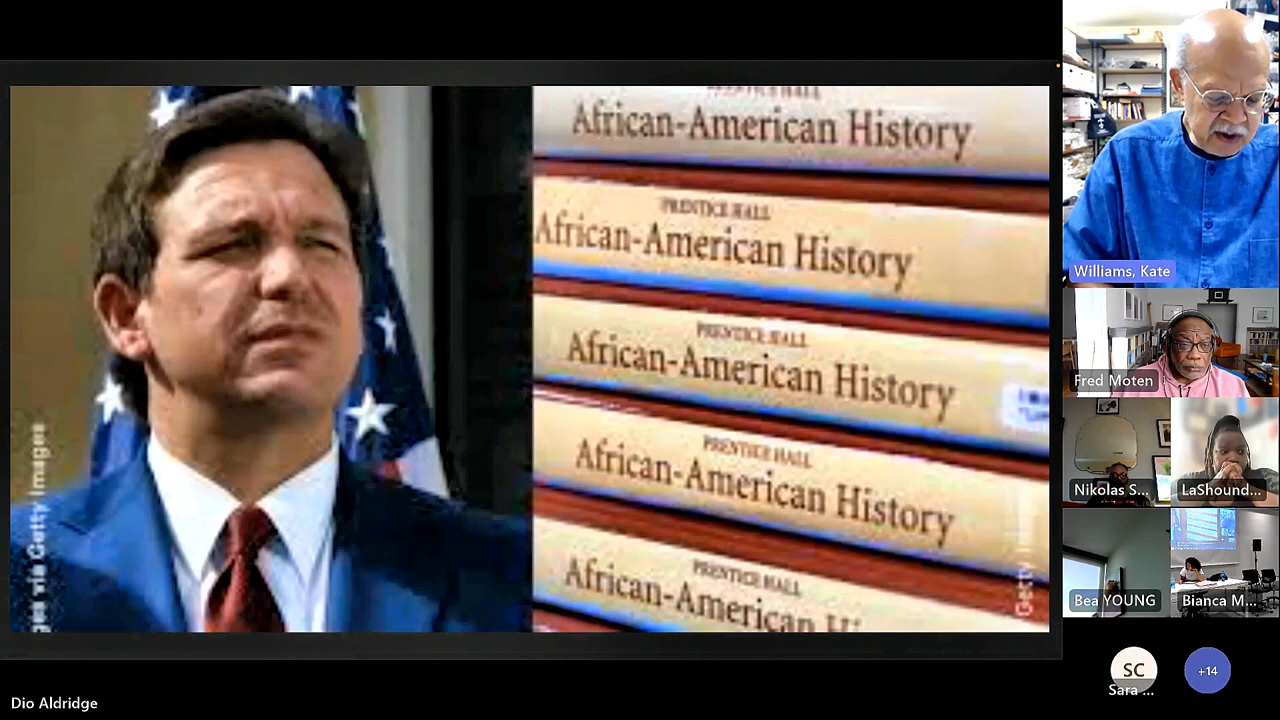 African-American History
PRENTICE HALL
African-American History
PRENTICE HALL
African-American History
PRENTICE HALL
African-American History
PRENTICE HALL
African-American
via Getty Images
Getty
Williams, Kate
Fred Moten
Nikolas S...
LaShound...
Bea YOUNG
Bianca M...
SC
Sara ...
+14
Dio Aldridge